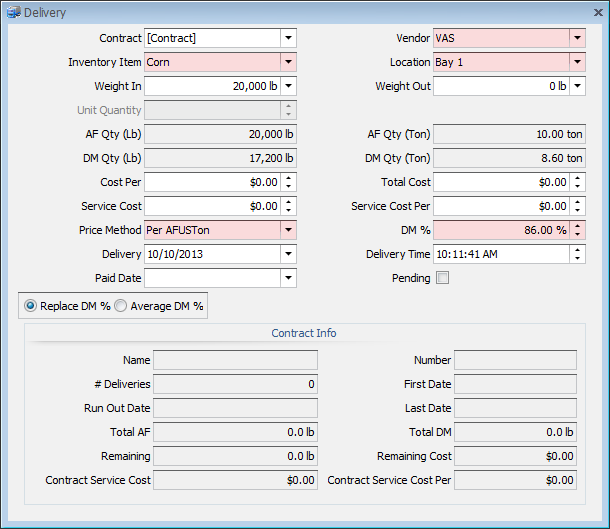 Delivery
Contract [Contract] Vendor VAS
Inventory Item Corn Location Bay 1
Weight In 20,000 lb Weight Out 0 lb
Unit Quantity
AF Qty (Lb) 20,000 lb AF Qty (Ton) 10.00 ton
DM Qty (Lb) 17,200 lb DM Qty (Ton) 8.60 ton
Cost Per $0.00 Total Cost $0.00
Service Cost $0.00 Service Cost Per $0.00
Price Method Per AFUSTon DM % 86.00 %
Delivery 10/10/2013 Delivery Time 10:11:41 AM
Paid Date Pending
Replace DM % Average DM %
Contract Info
Name Number
# Deliveries 0 First Date
Run Out Date Last Date
Total AF 0.0 lb Total DM 0.0 lb
Remaining 0.0 lb Remaining Cost $0.00
Contract Service Cost $0.00 Contract Service Cost Per $0.00